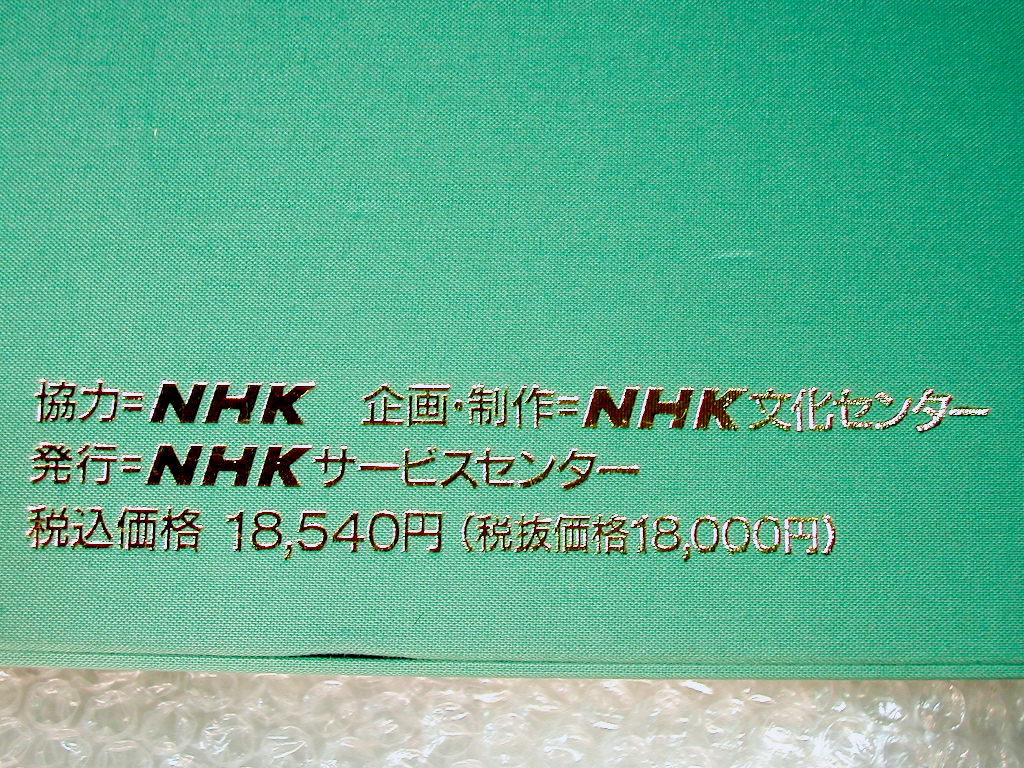 協力=NHK 企画・制作=NHK文化センター
発行=NHKサービスセンター
税込価格 18,540円(税抜価格18,000円)